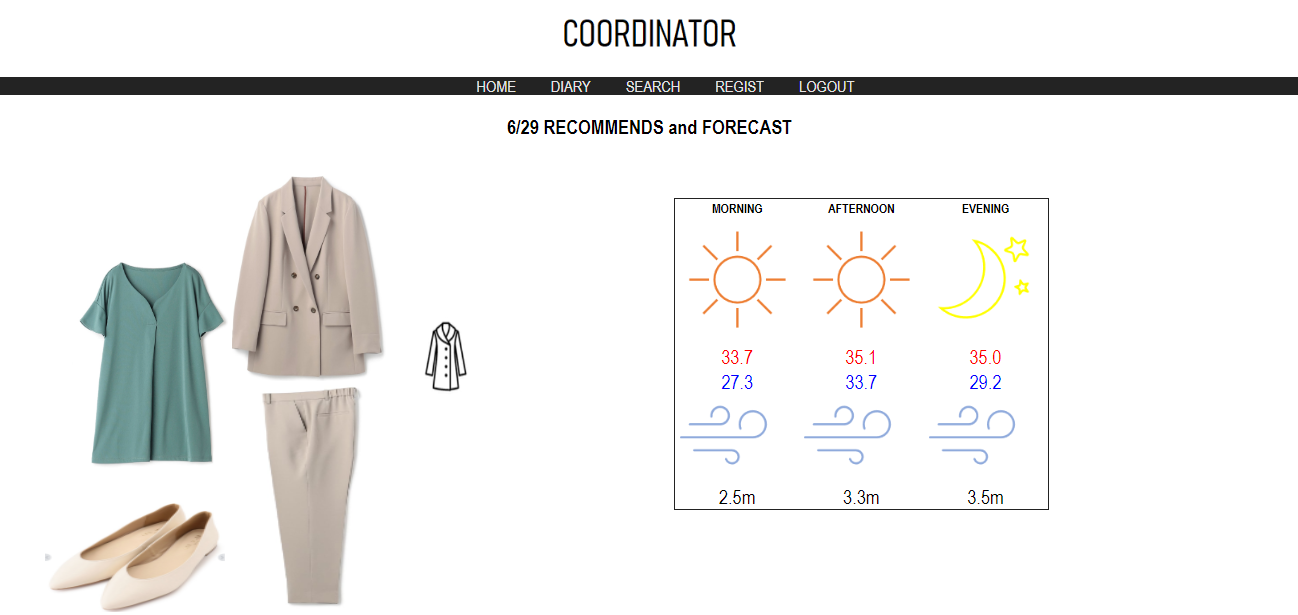 COORDINATOR
HOME DIARY SEARCH REGIST LOGOUT
6/29 RECOMMENDS and FORECAST
MORNING AFTERNOON EVENING
33.7 35.1 35.0
27.3 33.7 29.2
2.5m 3.3m 3.5m